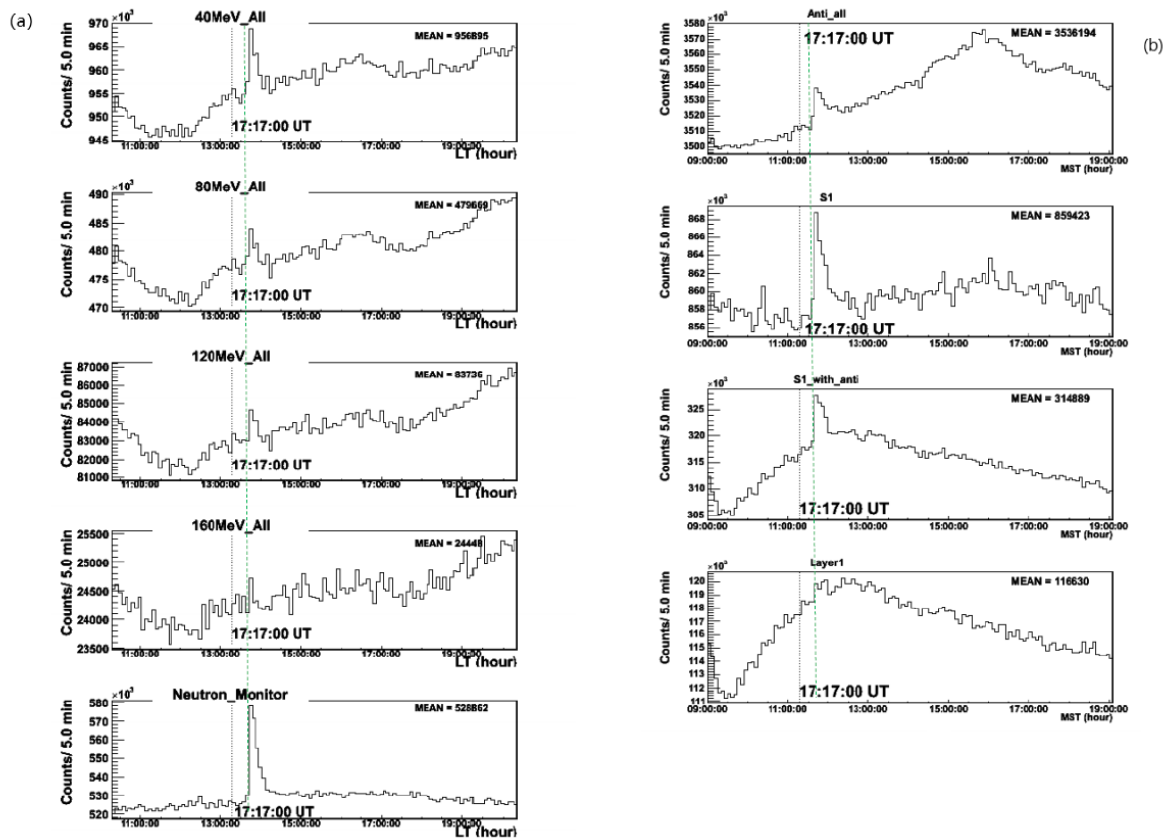 (a)
40MeV_All
×10³
MEAN = 956895
Counts/ 5.0 min
970
965
960
955
950
945
17:17:00 UT
11:00:00 13:00:00 15:00:00 17:00:00 19:00:00
LT (hour)
80MeV_All
×10³
MEAN = 479669
Counts/ 5.0 min
490
485
480
475
470
17:17:00 UT
11:00:00 13:00:00 15:00:00 17:00:00 19:00:00
LT (hour)
120MeV_All
MEAN = 83736
Counts/ 5.0 min
87000
86000
85000
84000
83000
82000
81000
17:17:00 UT
11:00:00 13:00:00 15:00:00 17:00:00 19:00:00
LT (hour)
160MeV_All
MEAN = 24448
Counts/ 5.0 min
25500
25000
24500
24000
23500
17:17:00 UT
11:00:00 13:00:00 15:00:00 17:00:00 19:00:00
LT (hour)
Neutron_Monitor
×10³
MEAN = 528862
Counts/ 5.0 min
580
570
560
550
540
530
520
17:17:00 UT
11:00:00 13:00:00 15:00:00 17:00:00 19:00:00
LT (hour)
(b)
Anti_all
×10³
17:17:00 UT
MEAN = 3536194
Counts/ 5.0 min
3580
3570
3560
3550
3540
3530
3520
3510
3500
09:00:00 11:00:00 13:00:00 15:00:00 17:00:00 19:00:00
MST (hour)
S1
×10³
MEAN = 859423
Counts/ 5.0 min
868
866
864
862
860
858
856
17:17:00 UT
09:00:00 11:00:00 13:00:00 15:00:00 17:00:00 19:00:00
MST (hour)
S1_with_anti
×10³
MEAN = 314889
Counts/ 5.0 min
325
320
315
310
305
17:17:00 UT
09:00:00 11:00:00 13:00:00 15:00:00 17:00:00 19:00:00
MST (hour)
Layer1
×10³
MEAN = 116630
Counts/ 5.0 min
120
119
118
117
116
115
114
113
112
111
17:17:00 UT
09:00:00 11:00:00 13:00:00 15:00:00 17:00:00 19:00:00
MST (hour)